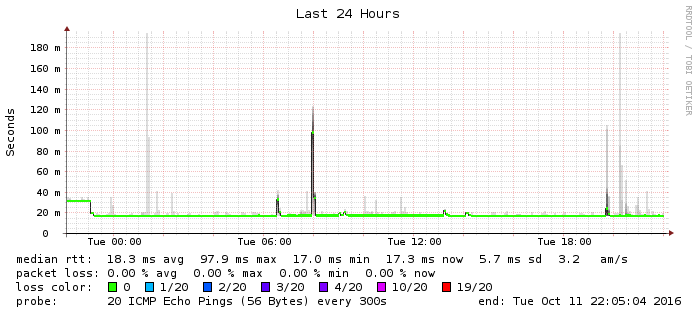 Last 24 Hours
RRDTOOL / TOBI OETIKER
Seconds
180 m
160 m
140 m
120 m
100 m
80 m
60 m
40 m
20 m
0
Tue 00:00 Tue 06:00 Tue 12:00 Tue 18:00
median rtt: 18.3 ms avg 97.9 ms max 17.0 ms min 17.3 ms now 5.7 ms sd 3.2 am/s
packet loss: 0.00 % avg 0.00 % max 0.00 % min 0.00 % now
loss color: 0 1/20 2/20 3/20 4/20 10/20 19/20
probe: 20 ICMP Echo Pings (56 Bytes) every 300s end: Tue Oct 11 22:05:04 2016